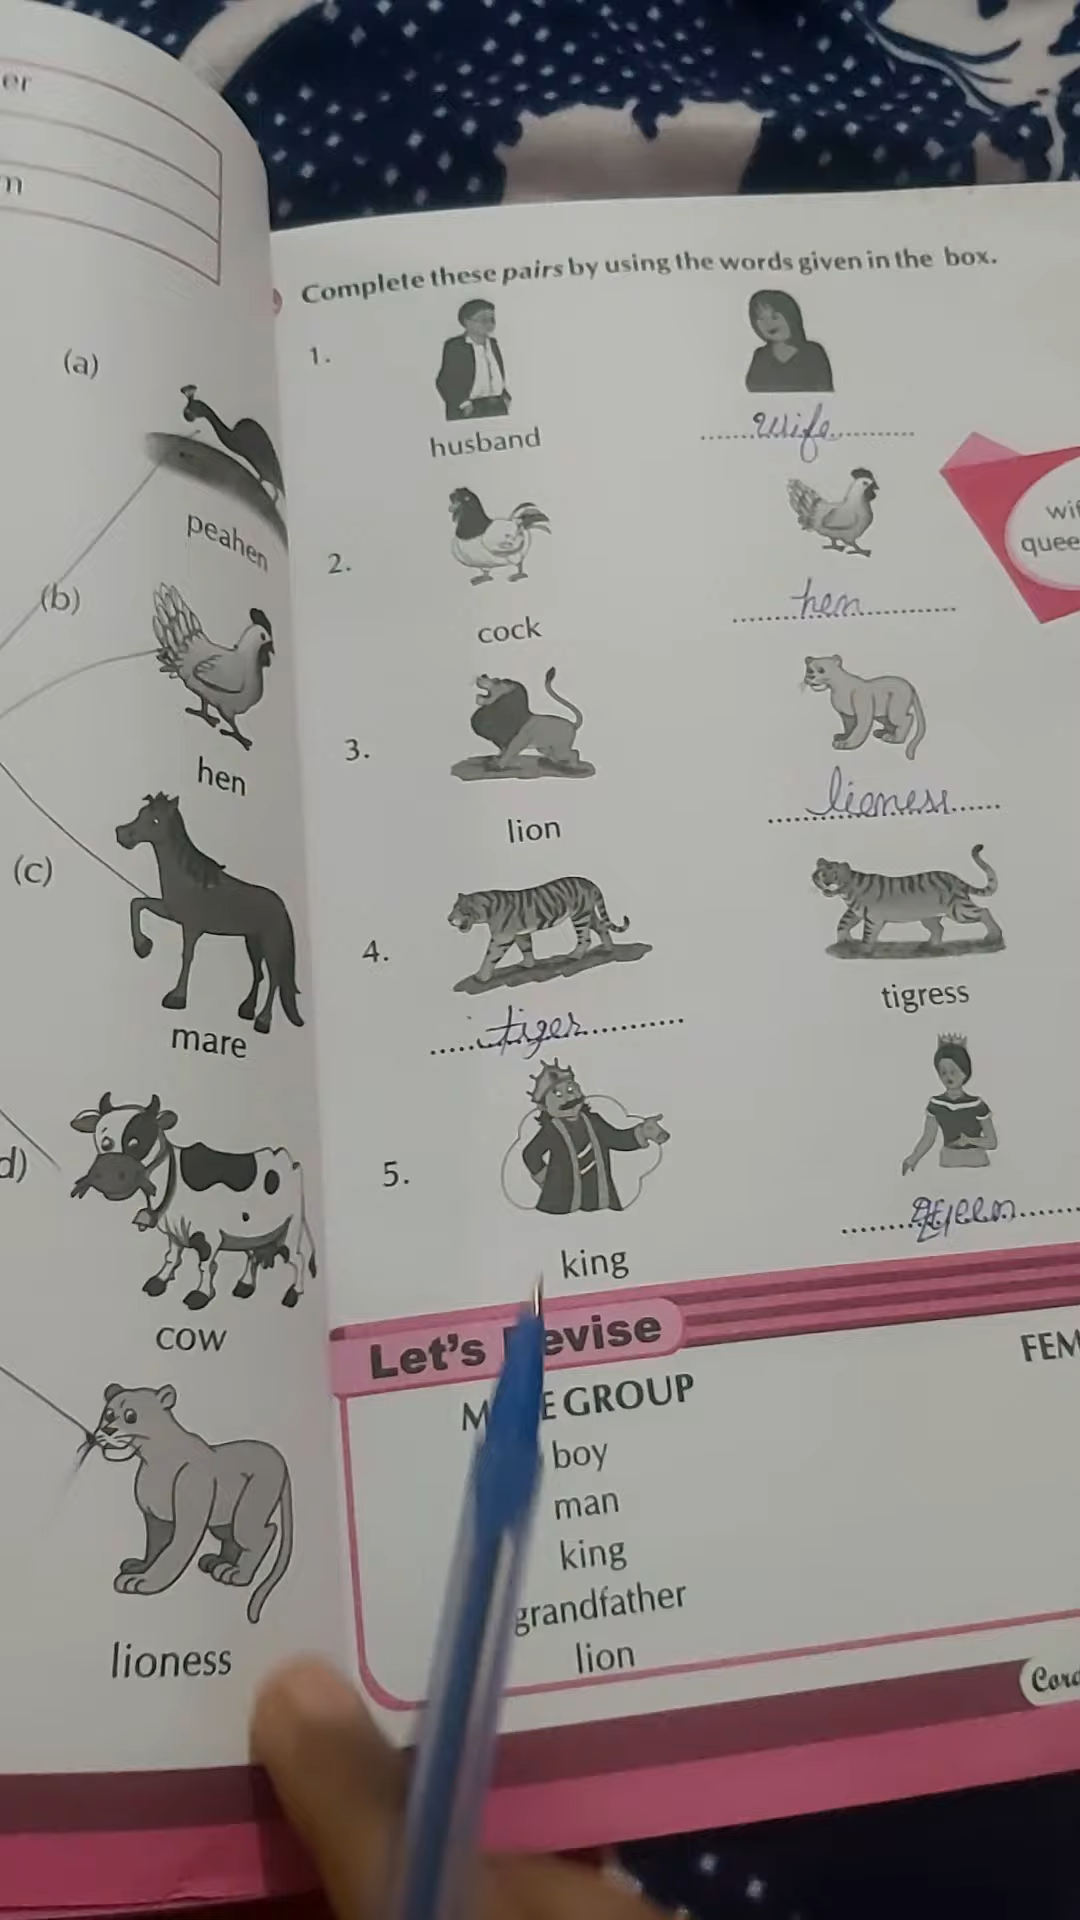 er
m
(a)
peahen
(b)
hen
(c)
mare
d)
cow
lioness
Complete these pairs by using the words given in the box.
1.
husband
wife
wif
quee
2.
cock
hen
3.
lion
lioness
4.
tiger
tigress
5.
king
Let's evise
FEM
GROUP
boy
man
king
grandfather
lion